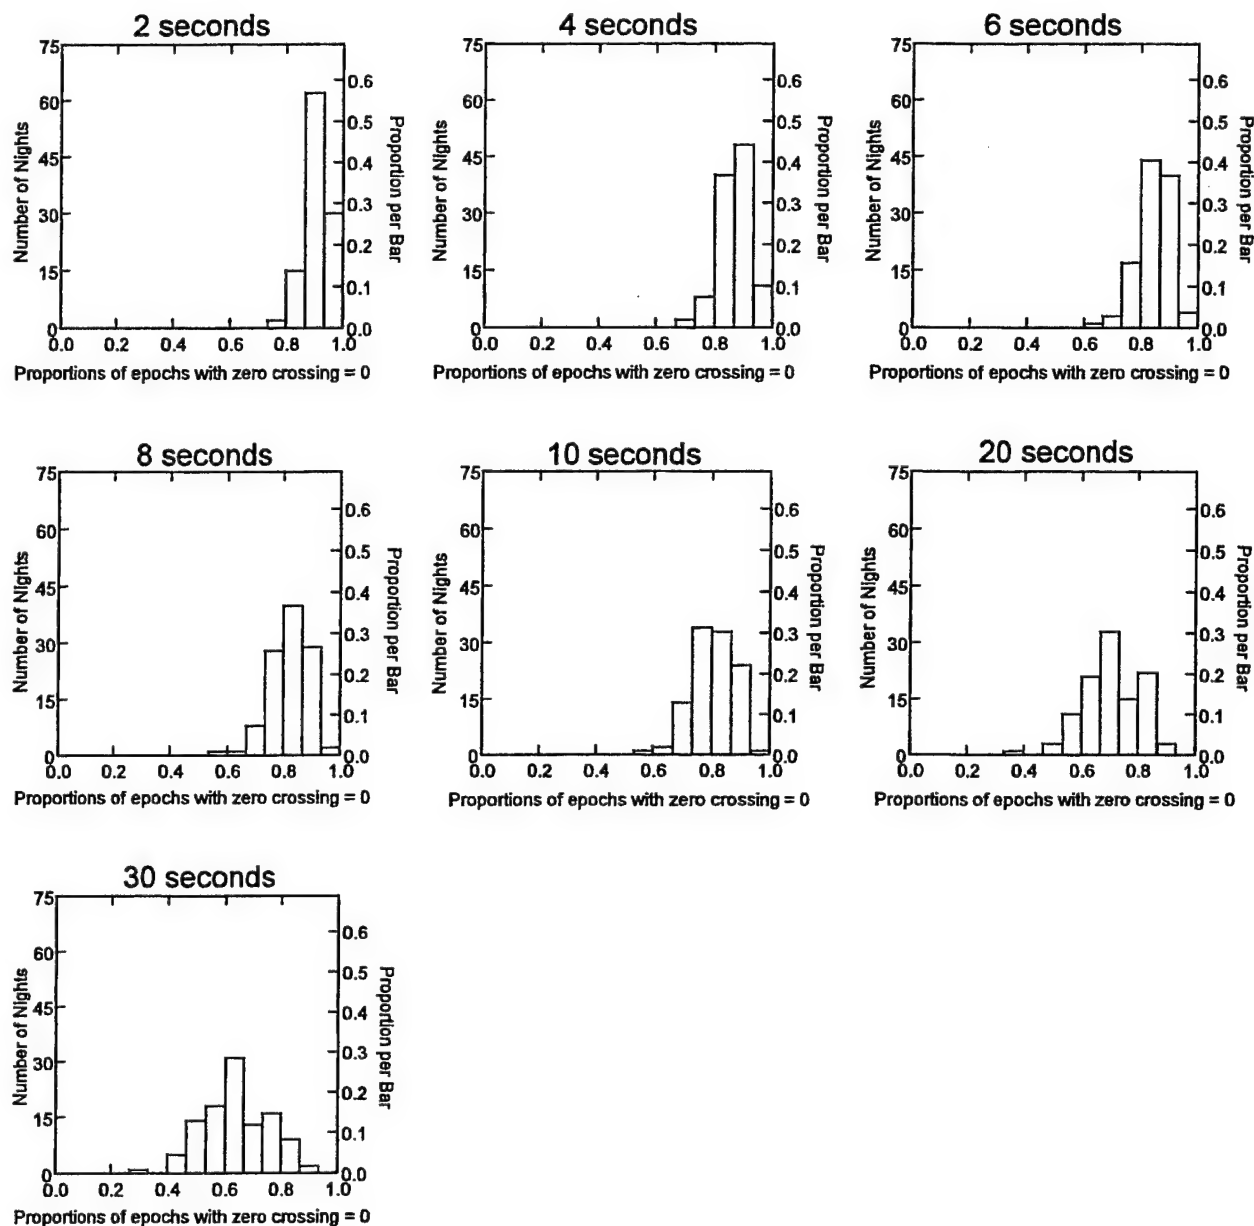 2 seconds
75
60
45
30
15
0
Number of Nights
0.6
0.5
0.4
0.3
0.2
0.1
0.0
Proportion per Bar
0.0 0.2 0.4 0.6 0.8 1.0
Proportions of epochs with zero crossing = 0
4 seconds
75
60
45
30
15
0
Number of Nights
0.6
0.5
0.4
0.3
0.2
0.1
0.0
Proportion per Bar
0.0 0.2 0.4 0.6 0.8 1.0
Proportions of epochs with zero crossing = 0
6 seconds
75
60
45
30
15
0
Number of Nights
0.6
0.5
0.4
0.3
0.2
0.1
0.0
Proportion per Bar
0.0 0.2 0.4 0.6 0.8 1.0
Proportions of epochs with zero crossing = 0
8 seconds
75
60
45
30
15
0
Number of Nights
0.6
0.5
0.4
0.3
0.2
0.1
0.0
Proportion per Bar
0.0 0.2 0.4 0.6 0.8 1.0
Proportions of epochs with zero crossing = 0
10 seconds
75
60
45
30
15
0
Number of Nights
0.6
0.5
0.4
0.3
0.2
0.1
0.0
Proportion per Bar
0.0 0.2 0.4 0.6 0.8 1.0
Proportions of epochs with zero crossing = 0
20 seconds
75
60
45
30
15
0
Number of Nights
0.6
0.5
0.4
0.3
0.2
0.1
0.0
Proportion per Bar
0.0 0.2 0.4 0.6 0.8 1.0
Proportions of epochs with zero crossing = 0
30 seconds
75
60
45
30
15
0
Number of Nights
0.6
0.5
0.4
0.3
0.2
0.1
0.0
Proportion per Bar
0.0 0.2 0.4 0.6 0.8 1.0
Proportions of epochs with zero crossing = 0